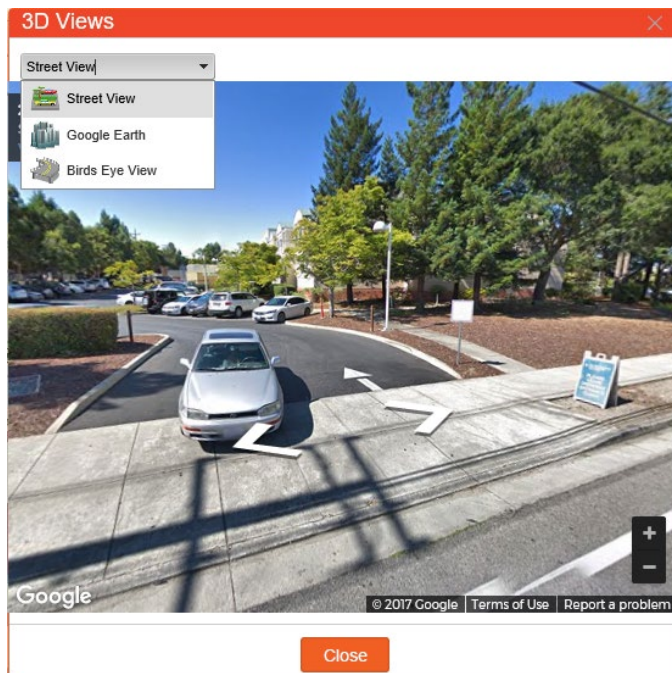 3D Views
Street View
Street View
Google Earth
Birds Eye View
Google
+
−
© 2017 Google
Terms of Use
Report a problem
Close